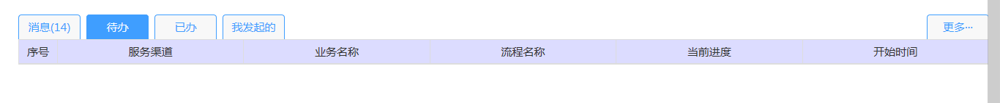 消息(14) 待办 已办 我发起的 更多···
序号 服务渠道 业务名称 流程名称 当前进度 开始时间